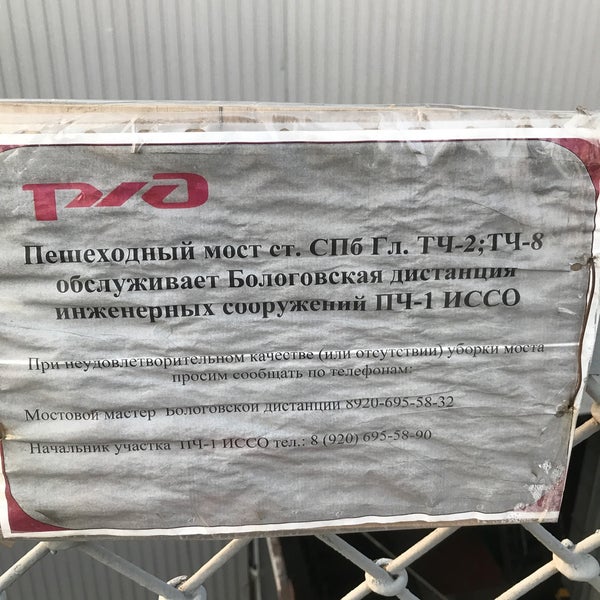 РЖД
Пешеходный мост ст. СПб Гл. ТЧ-2;ТЧ-8
обслуживает Бологовская дистанция
инженерных сооружений ПЧ-1 ИССО
При неудовлетворительном качестве (или отсутствии) уборки моста
просим сообщать по телефонам:
Мостовой мастер Бологовской дистанции 8920-695-58-32
Начальник участка ПЧ-1 ИССО тел.: 8 (920) 695-58-90